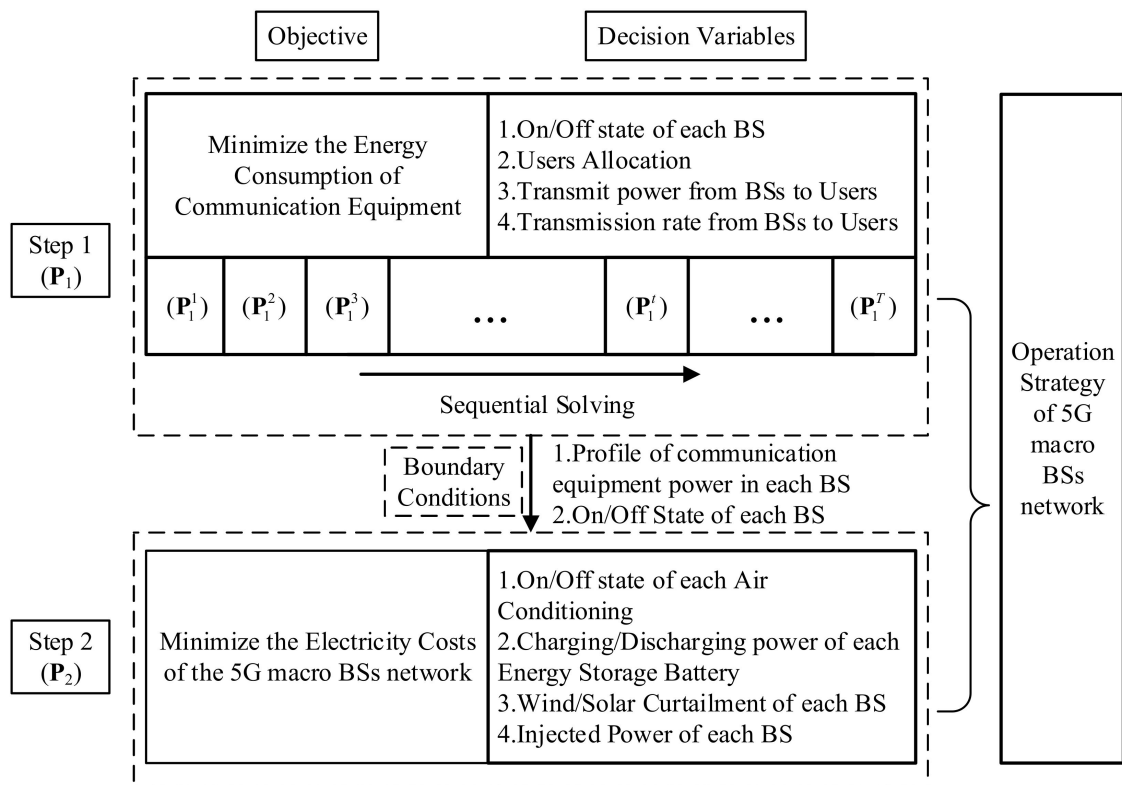 Objective
Decision Variables
Minimize the Energy
Consumption of
Communication Equipment
1.On/Off state of each BS
2.Users Allocation
3.Transmit power from BSs to Users
4.Transmission rate from BSs to Users
Step 1
(P₁)
(P₁¹)
(P₁²)
(P₁³)
...
(P₁ᵗ)
...
(P₁ᵀ)
Sequential Solving
Boundary
Conditions
1.Profile of communication
equipment power in each BS
2.On/Off State of each BS
Step 2
(P₂)
Minimize the Electricity Costs
of the 5G macro BSs network
1.On/Off state of each Air
Conditioning
2.Charging/Discharging power of each
Energy Storage Battery
3.Wind/Solar Curtailment of each BS
4.Injected Power of each BS
Operation
Strategy
of 5G
macro
BSs
network